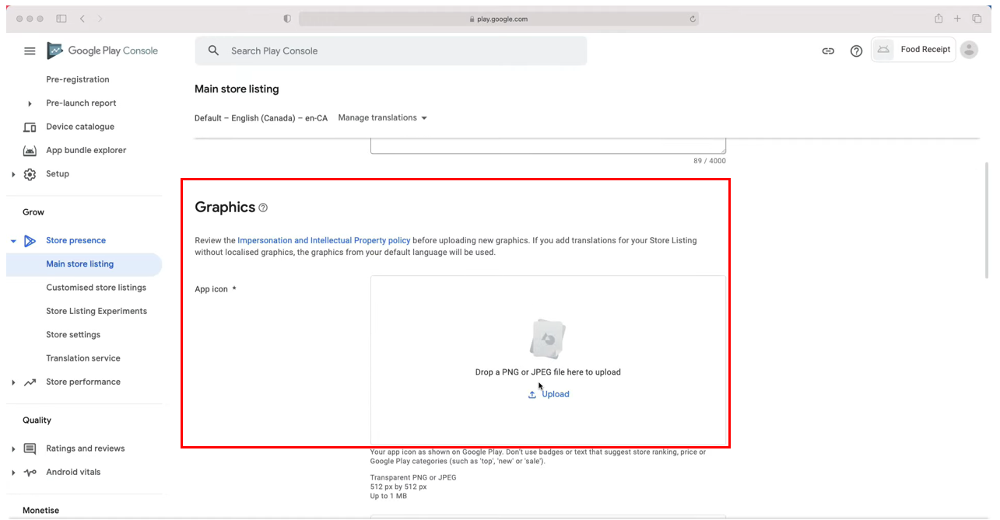 play.google.com
Google Play Console
Search Play Console
Food Receipt
Pre-registration
Pre-launch report
Device catalogue
App bundle explorer
Setup
Grow
Store presence
Main store listing
Customised store listings
Store Listing Experiments
Store settings
Translation service
Store performance
Quality
Ratings and reviews
Android vitals
Monetise
Main store listing
Default – English (Canada) – en-CA Manage translations
89 / 4000
Graphics
Review the Impersonation and Intellectual Property policy before uploading new graphics. If you add translations for your Store Listing
without localised graphics, the graphics from your default language will be used.
App icon *
Drop a PNG or JPEG file here to upload
Upload
Your app icon as shown on Google Play. Don't use badges or text that suggest store ranking, price or
Google Play categories (such as 'top', 'new' or 'sale').
Transparent PNG or JPEG
512 px by 512 px
Up to 1 MB